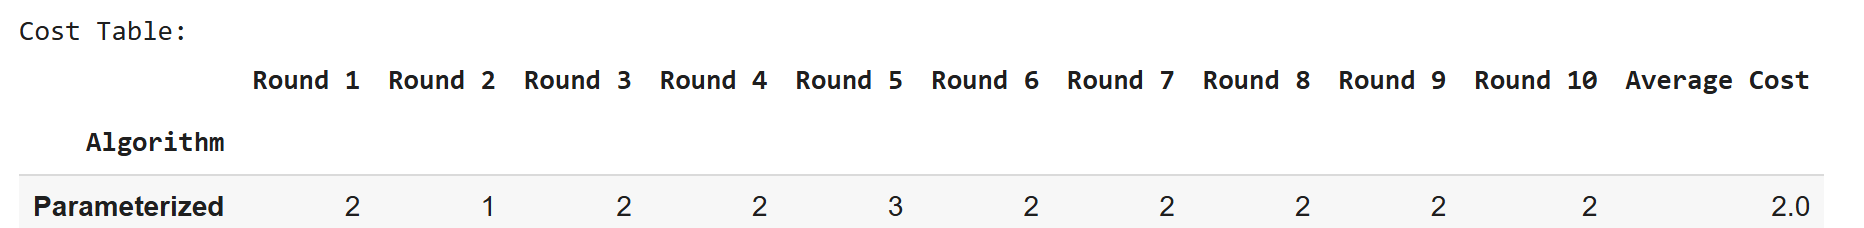 Cost Table:
Round 1 Round 2 Round 3 Round 4 Round 5 Round 6 Round 7 Round 8 Round 9 Round 10 Average Cost
Algorithm
Parameterized 2 1 2 2 3 2 2 2 2 2 2.0